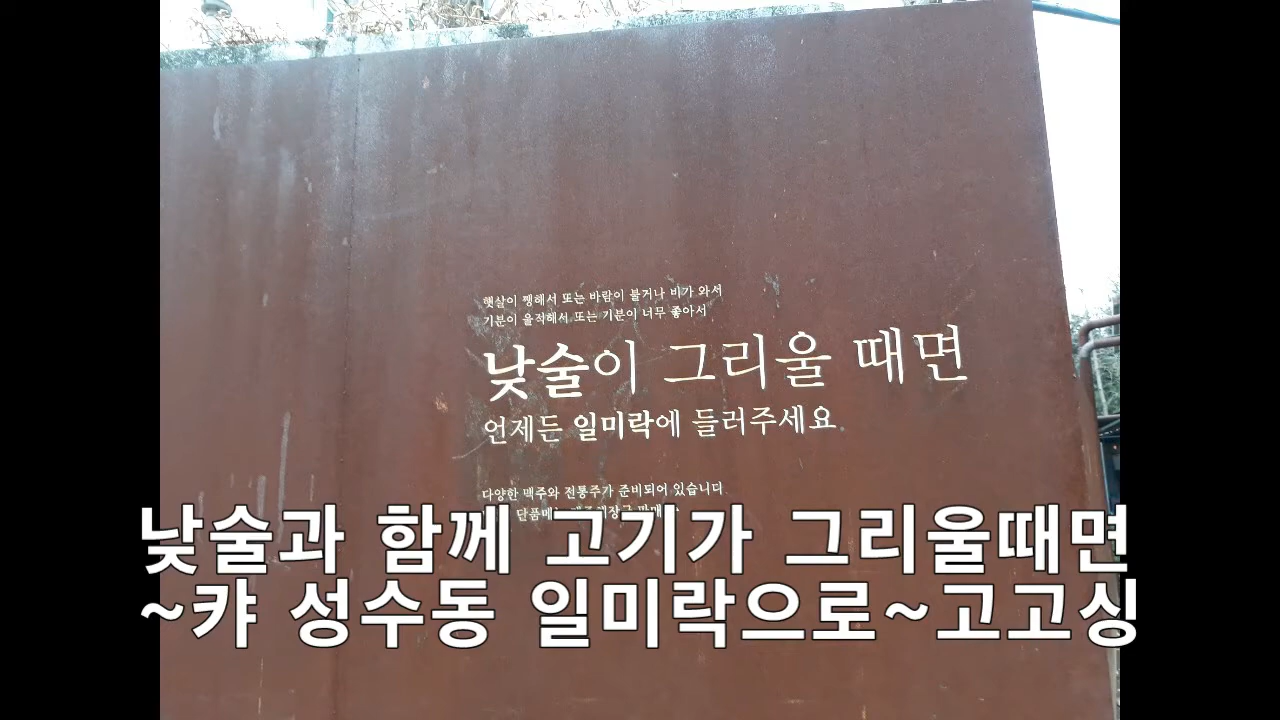 햇살이 쨍해서 또는 바람이 불거나 비가 와서
기분이 울적해서 또는 기분이 너무 좋아서
낮술이 그리울 때면
언제든 일미락에 들러주세요.
다양한 맥주와 전통주가 준비되어 있습니다
단품메뉴
낮술과 함께 고기가 그리울때면
~캬 성수동 일미락으로~고고싱